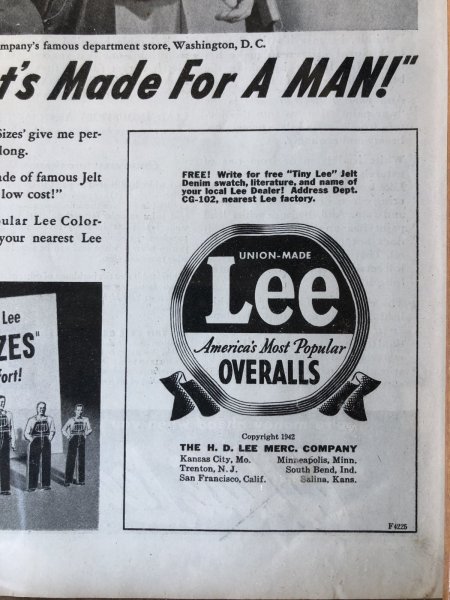 ompany's famous department store, Washington, D. C.
t's Made For A MAN!"
Sizes' give me per-
long.
ade of famous Jelt
low cost!"
ular Lee Color-
your nearest Lee
Lee
ZES"
fort!
FREE! Write for free "Tiny Lee" Jelt
Denim swatch, literature, and name of
your local Lee Dealer! Address Dept.
CG-102, nearest Lee factory.
UNION-MADE
Lee
America's Most Popular
OVERALLS
Copyright 1942
THE H. D. LEE MERC. COMPANY
Kansas City, Mo. Minneapolis, Minn.
Trenton, N. J. South Bend, Ind.
San Francisco, Calif. Salina, Kans.
F4225